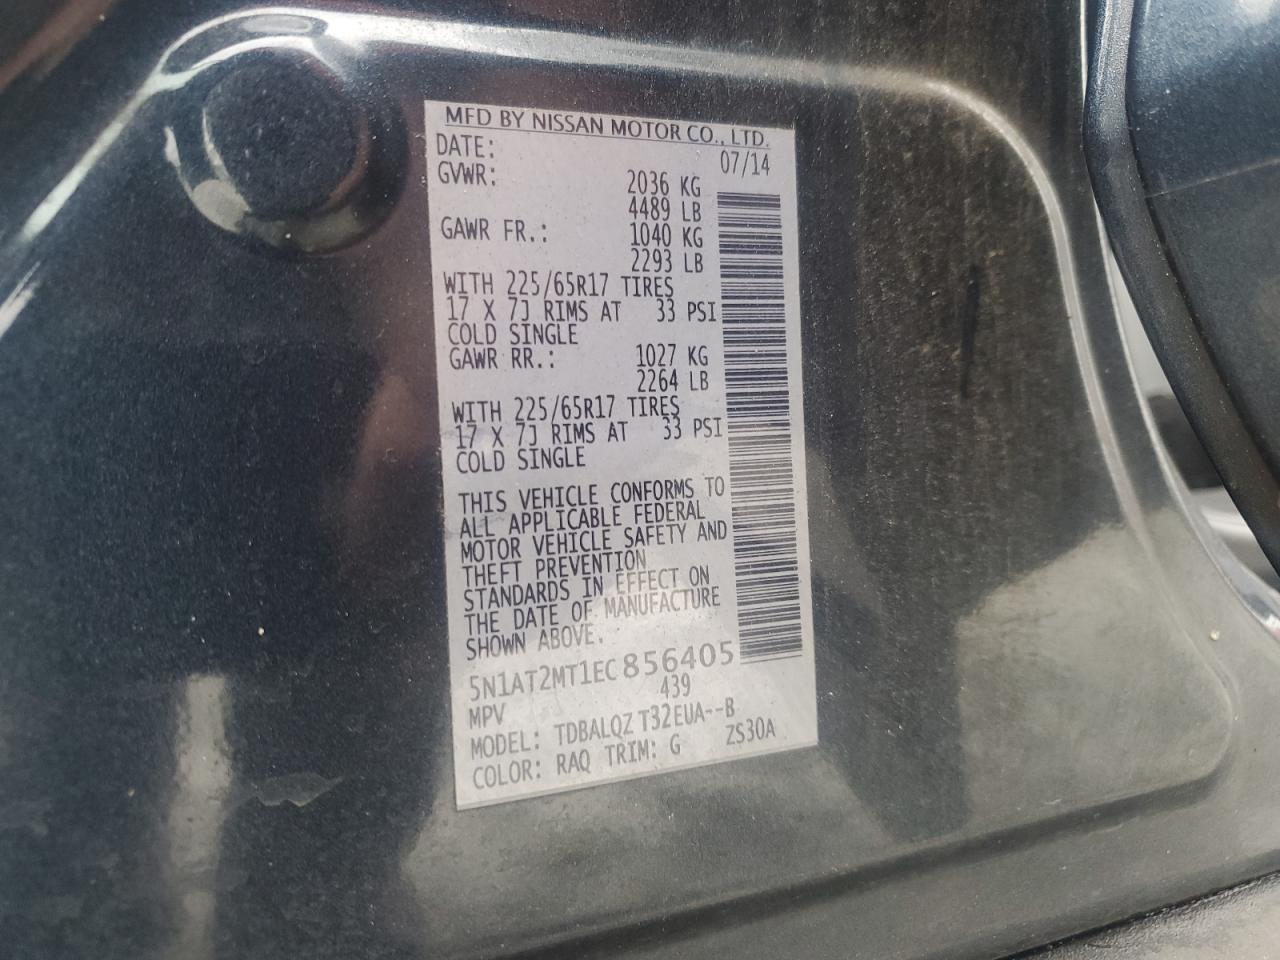 MFD BY NISSAN MOTOR CO., LTD.
DATE: 07/14
GVWR: 2036 KG
4489 LB
GAWR FR.: 1040 KG
2293 LB
WITH 225/65R17 TIRES
17 X 7J RIMS AT 33 PSI
COLD SINGLE
GAWR RR.: 1027 KG
2264 LB
WITH 225/65R17 TIRES
17 X 7J RIMS AT 33 PSI
COLD SINGLE
THIS VEHICLE CONFORMS TO
ALL APPLICABLE FEDERAL
MOTOR VEHICLE SAFETY AND
THEFT PREVENTION
STANDARDS IN EFFECT ON
THE DATE OF MANUFACTURE
SHOWN ABOVE.
5N1AT2MT1EC856405
MPV 439
MODEL: TDBALQZ T32EUA--B
COLOR: RAQ TRIM: G ZS30A